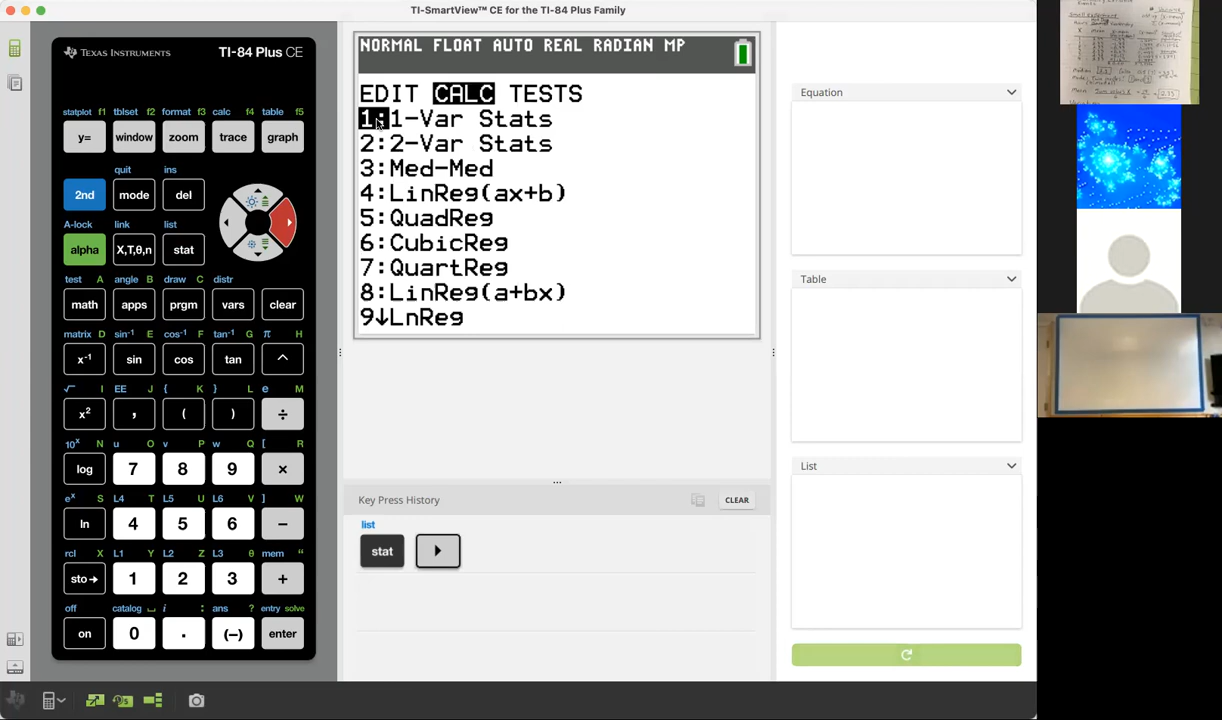 TI-SmartView™ CE for the TI-84 Plus Family
TEXAS INSTRUMENTS
TI-84 Plus CE
statplot f1 tblset f2 format f3 calc f4 table f5
y= window zoom trace graph
quit ins
2nd mode del
A-lock link list
alpha X,T,θ,n stat
test A angle B draw C distr
math apps prgm vars clear
matrix D sin⁻¹ E cos⁻¹ F tan⁻¹ G π H
x⁻¹ sin cos tan ^
√ I EE J { K } L e M
x² , ( ) ÷
10ˣ N u O v P w Q [ R
log 7 8 9 ×
eˣ S L4 T L5 U L6 V ] W
ln 4 5 6 −
rcl X L1 Y L2 Z L3 θ mem “
sto→ 1 2 3 +
off catalog ⎵ i : ans ? entry solve
on 0 . (−) enter
NORMAL FLOAT AUTO REAL RADIAN MP
EDIT CALC TESTS
1:1-Var Stats
2:2-Var Stats
3:Med-Med
4:LinReg(ax+b)
5:QuadReg
6:CubicReg
7:QuartReg
8:LinReg(a+bx)
9↓LnReg
Key Press History
CLEAR
list
stat
Equation
Table
List